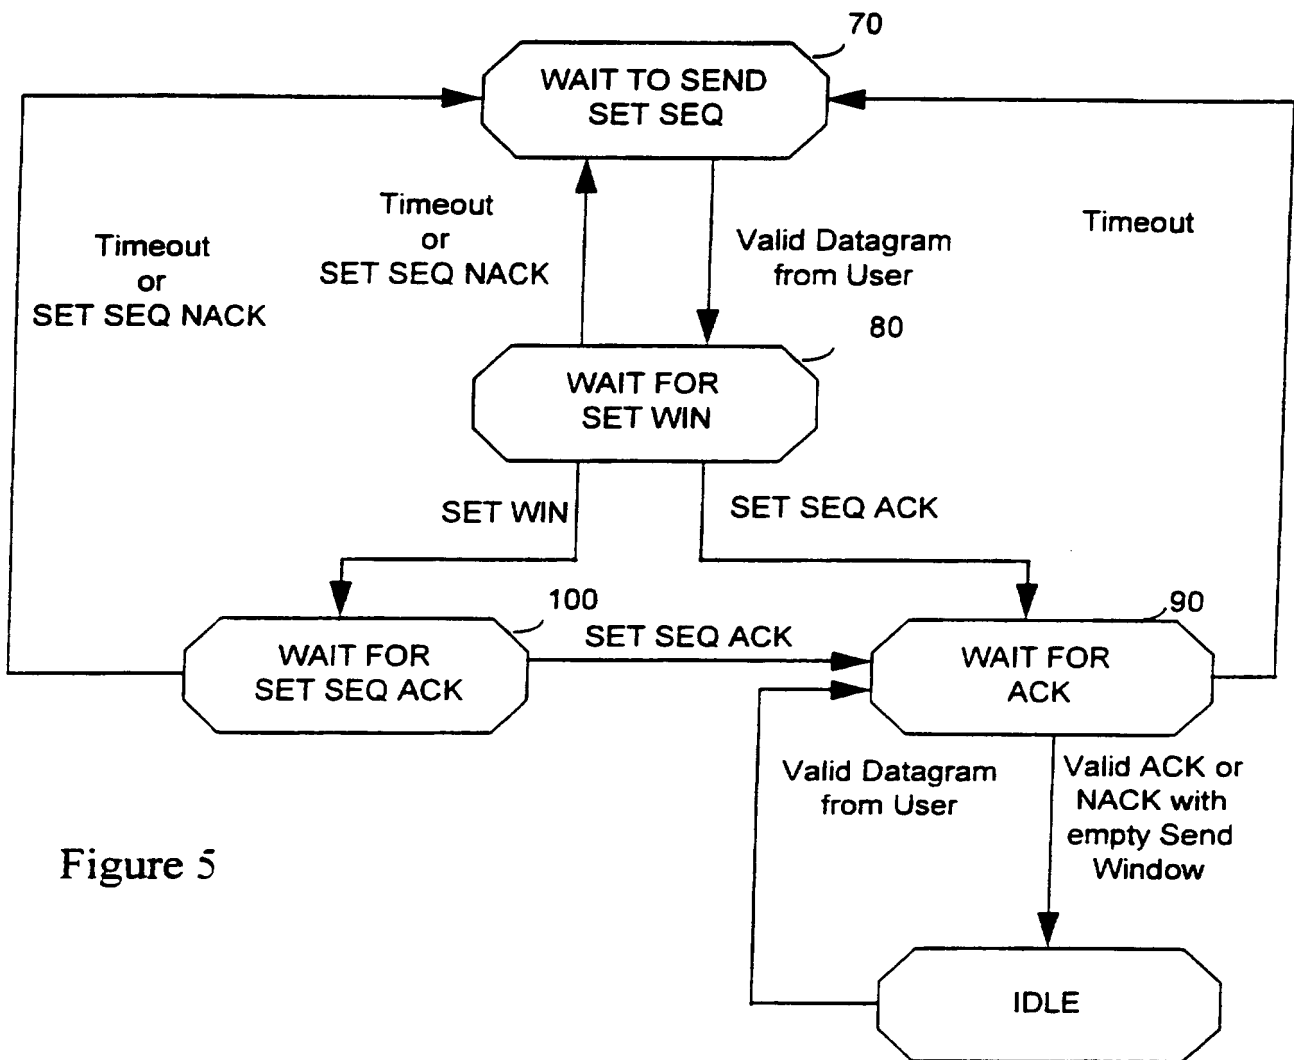 70
WAIT TO SEND
SET SEQ
Timeout
or
SET SEQ NACK
Timeout
or
SET SEQ NACK
Valid Datagram
from User
Timeout
80
WAIT FOR
SET WIN
SET WIN
SET SEQ ACK
100
WAIT FOR
SET SEQ ACK
SET SEQ ACK
90
WAIT FOR
ACK
Valid Datagram
from User
Valid ACK or
NACK with
empty Send
Window
Figure 5
IDLE